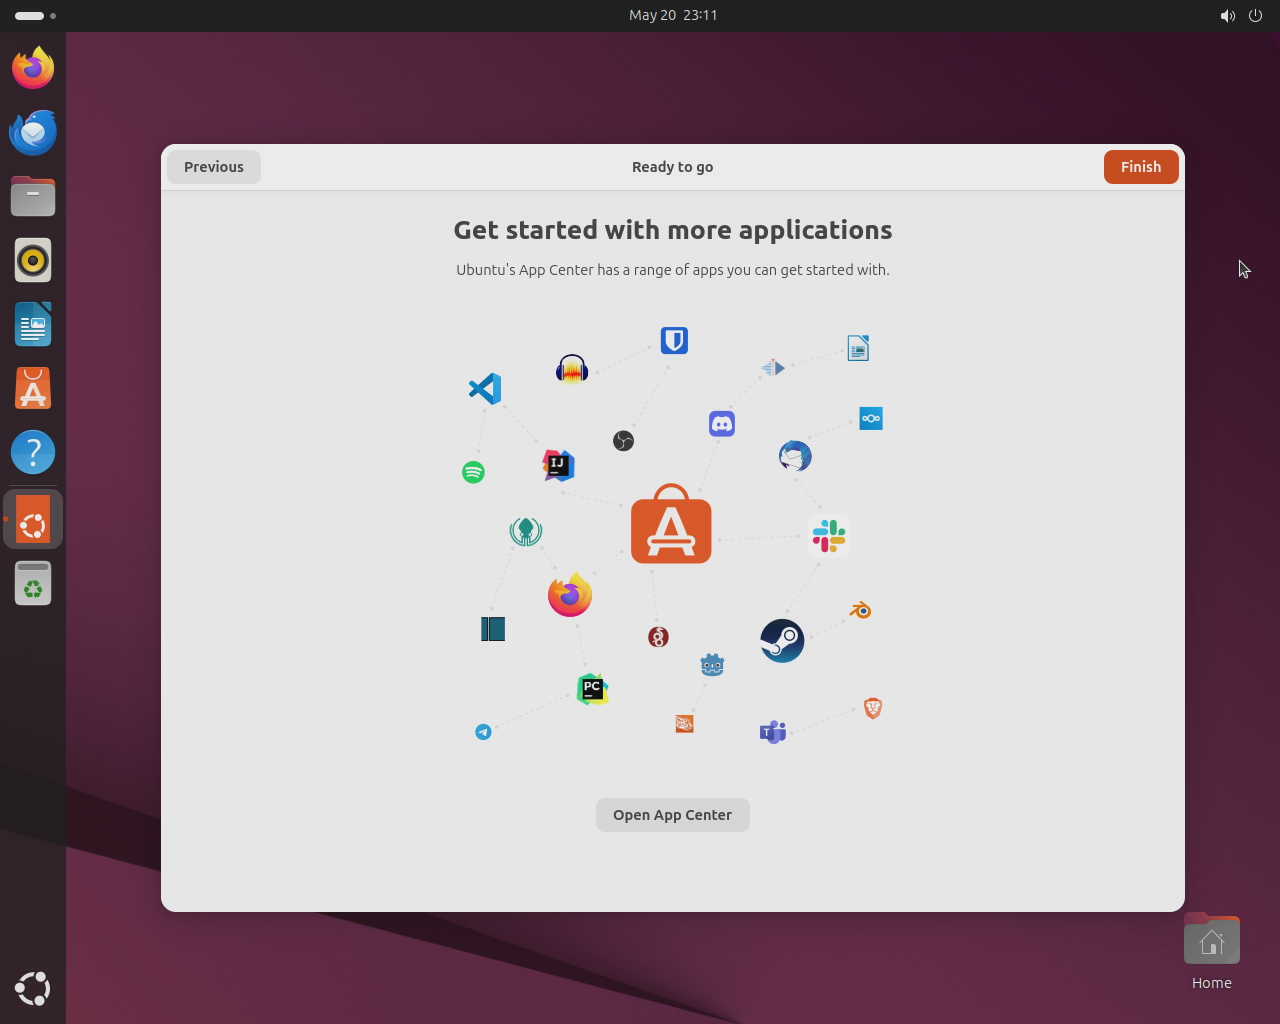 May 20 23:11
Previous
Ready to go
Finish
Get started with more applications
Ubuntu's App Center has a range of apps you can get started with.
IJ
A
PC
T
Open App Center
Home